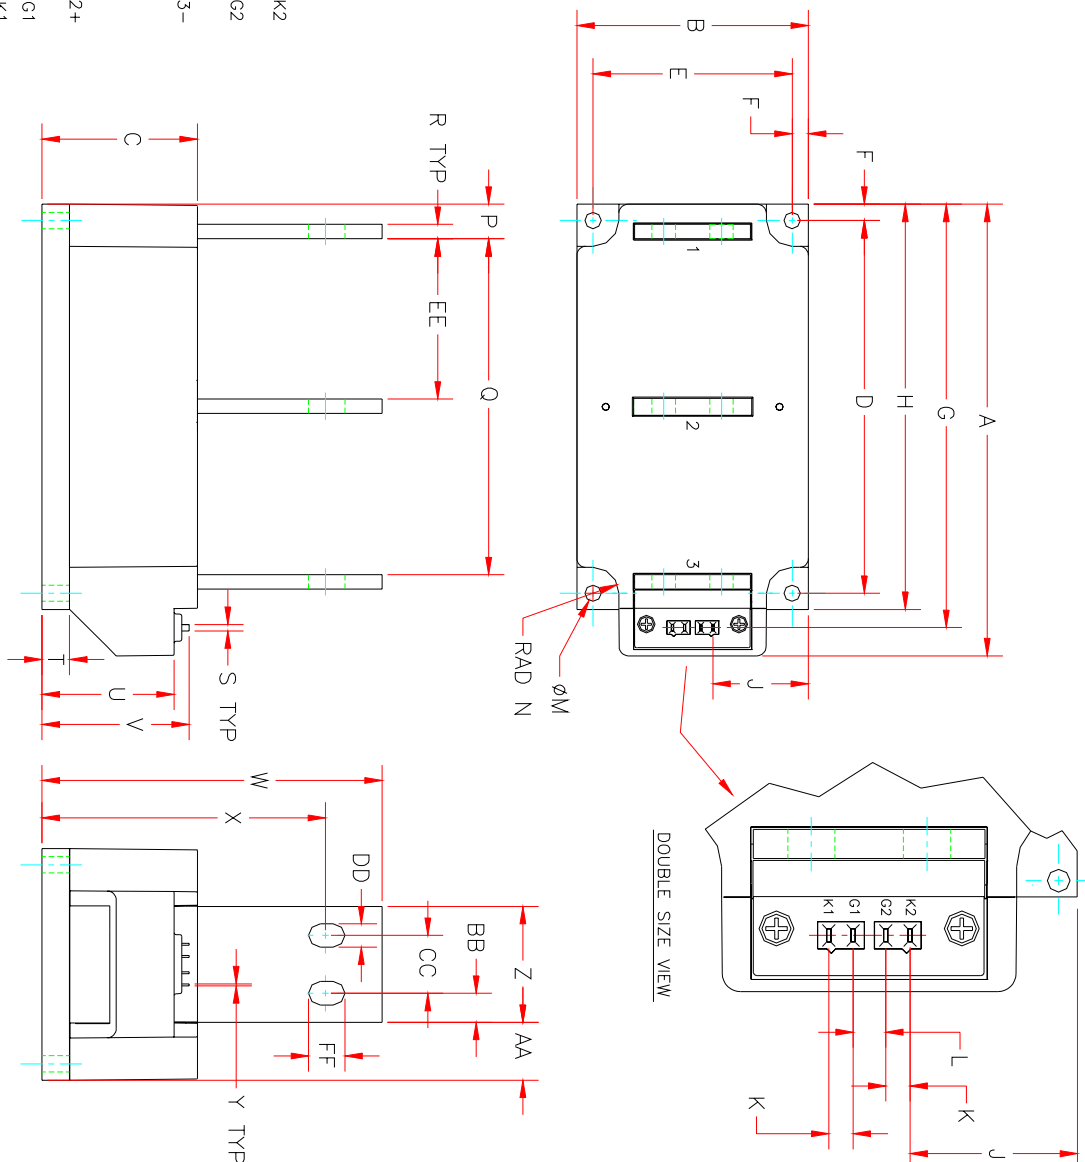 K2
G2
3-
2+
G1
K1
B
E
F
F
D
H
G
A
J
1
2
3
RAD N
øM
C
R TYP
P
EE
Q
T
U
V
S TYP
W
X
DD
CC
BB
Z
AA
FF
Y TYP
DOUBLE SIZE VIEW
K1
G1
G2
K2
L
K
K
J